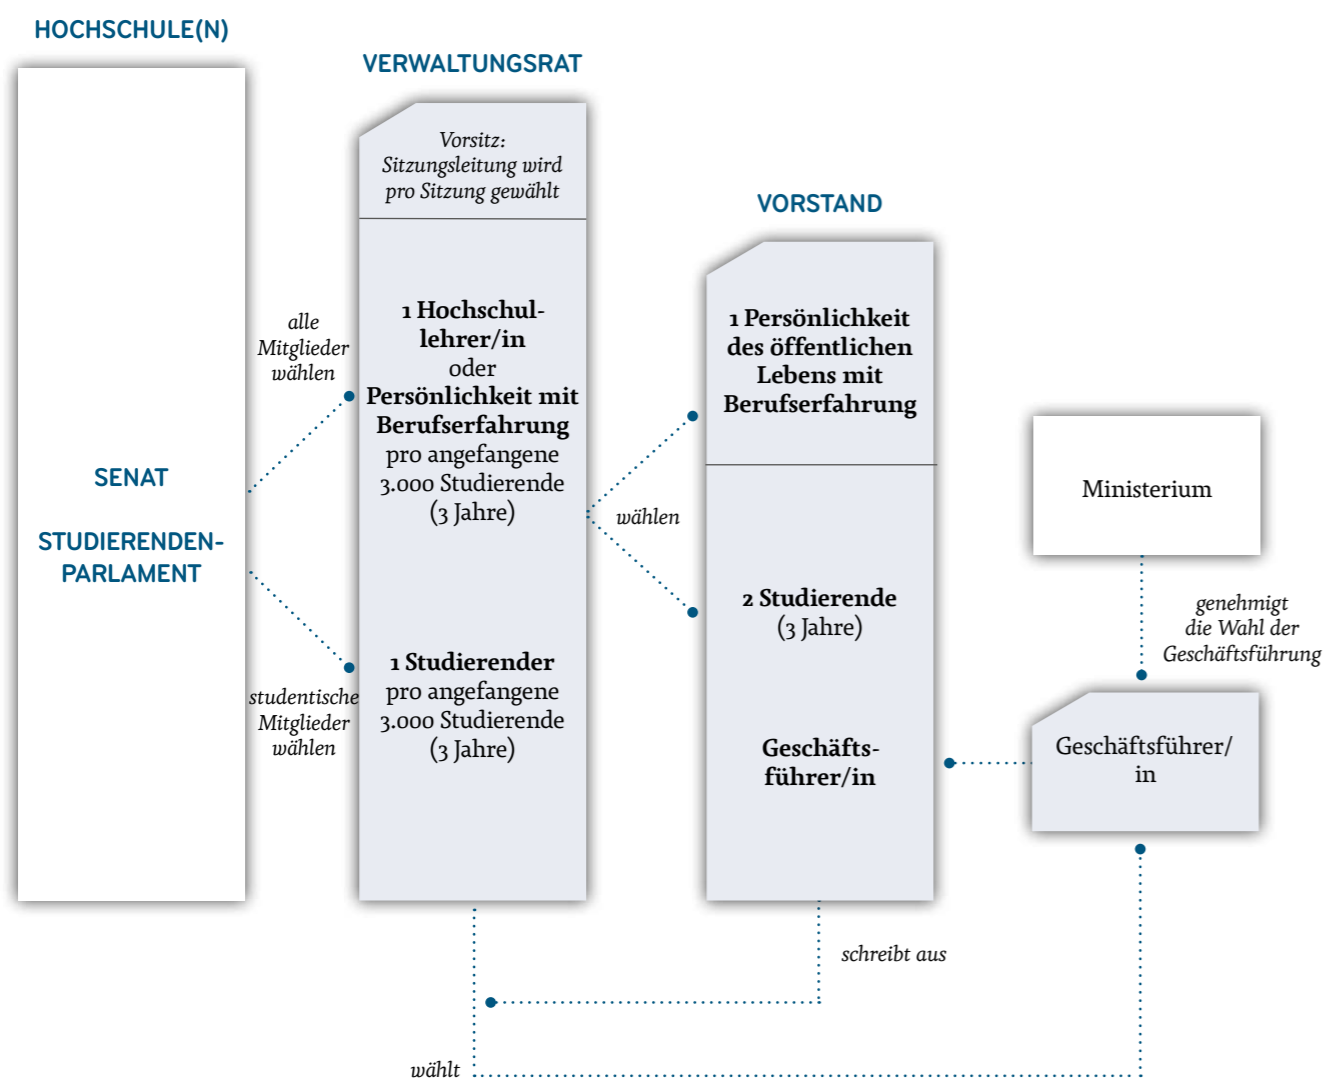 HOCHSCHULE(N)
SENAT
STUDIERENDEN-
PARLAMENT
alle
Mitglieder
wählen
studentische
Mitglieder
wählen
VERWALTUNGSRAT
Vorsitz:
Sitzungsleitung wird
pro Sitzung gewählt
1 Hochschul-
lehrer/in
oder
Persönlichkeit mit
Berufserfahrung
pro angefangene
3.000 Studierende
(3 Jahre)
1 Studierender
pro angefangene
3.000 Studierende
(3 Jahre)
wählen
VORSTAND
1 Persönlichkeit
des öffentlichen
Lebens mit
Berufserfahrung
2 Studierende
(3 Jahre)
Geschäfts-
führer/in
Ministerium
genehmigt
die Wahl der
Geschäftsführung
Geschäftsführer/
in
schreibt aus
wählt